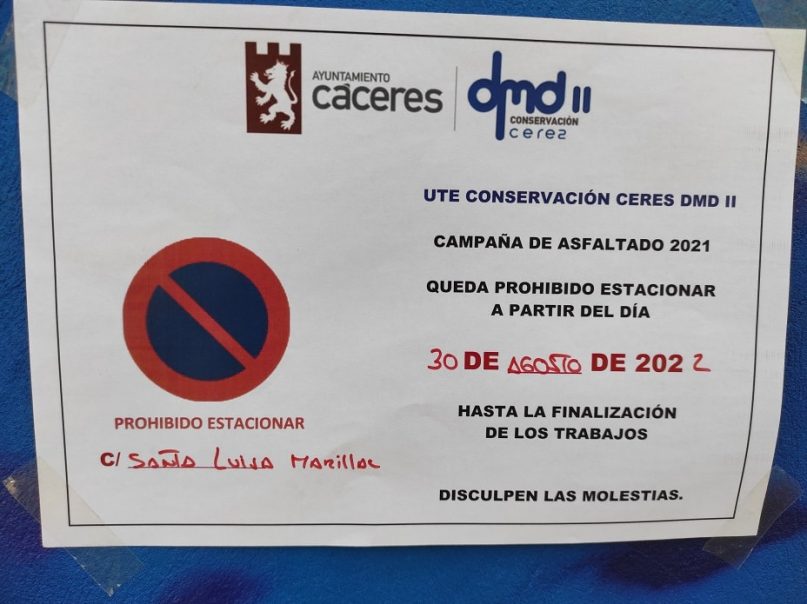 AYUNTAMIENTO
cáceres
dmd II
CONSERVACIÓN
cerez
UTE CONSERVACIÓN CERES DMD II
CAMPAÑA DE ASFALTADO 2021
QUEDA PROHIBIDO ESTACIONAR
A PARTIR DEL DÍA
30 DE AGOSTO DE 2022
HASTA LA FINALIZACIÓN
DE LOS TRABAJOS
DISCULPEN LAS MOLESTIAS.
PROHIBIDO ESTACIONAR
C/ SANTA LUISA MARILLAC